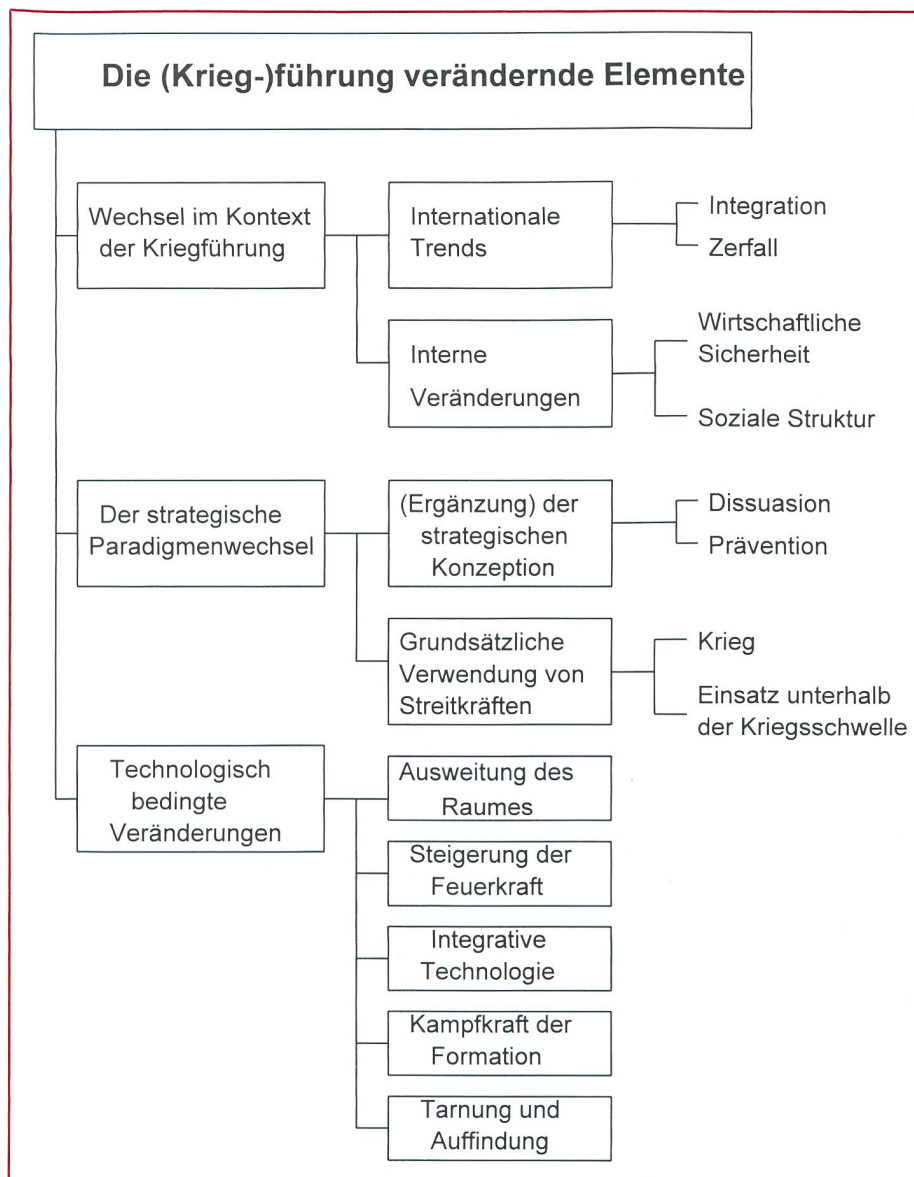 Die (Krieg-)führung verändernde Elemente
Wechsel im Kontext
der Kriegführung
Internationale
Trends
Integration
Zerfall
Interne
Veränderungen
Wirtschaftliche
Sicherheit
Soziale Struktur
Der strategische
Paradigmenwechsel
(Ergänzung) der
strategischen
Konzeption
Dissuasion
Prävention
Grundsätzliche
Verwendung von
Streitkräften
Krieg
Einsatz unterhalb
der Kriegsschwelle
Technologisch
bedingte
Veränderungen
Ausweitung des
Raumes
Steigerung der
Feuerkraft
Integrative
Technologie
Kampfkraft der
Formation
Tarnung und
Auffindung